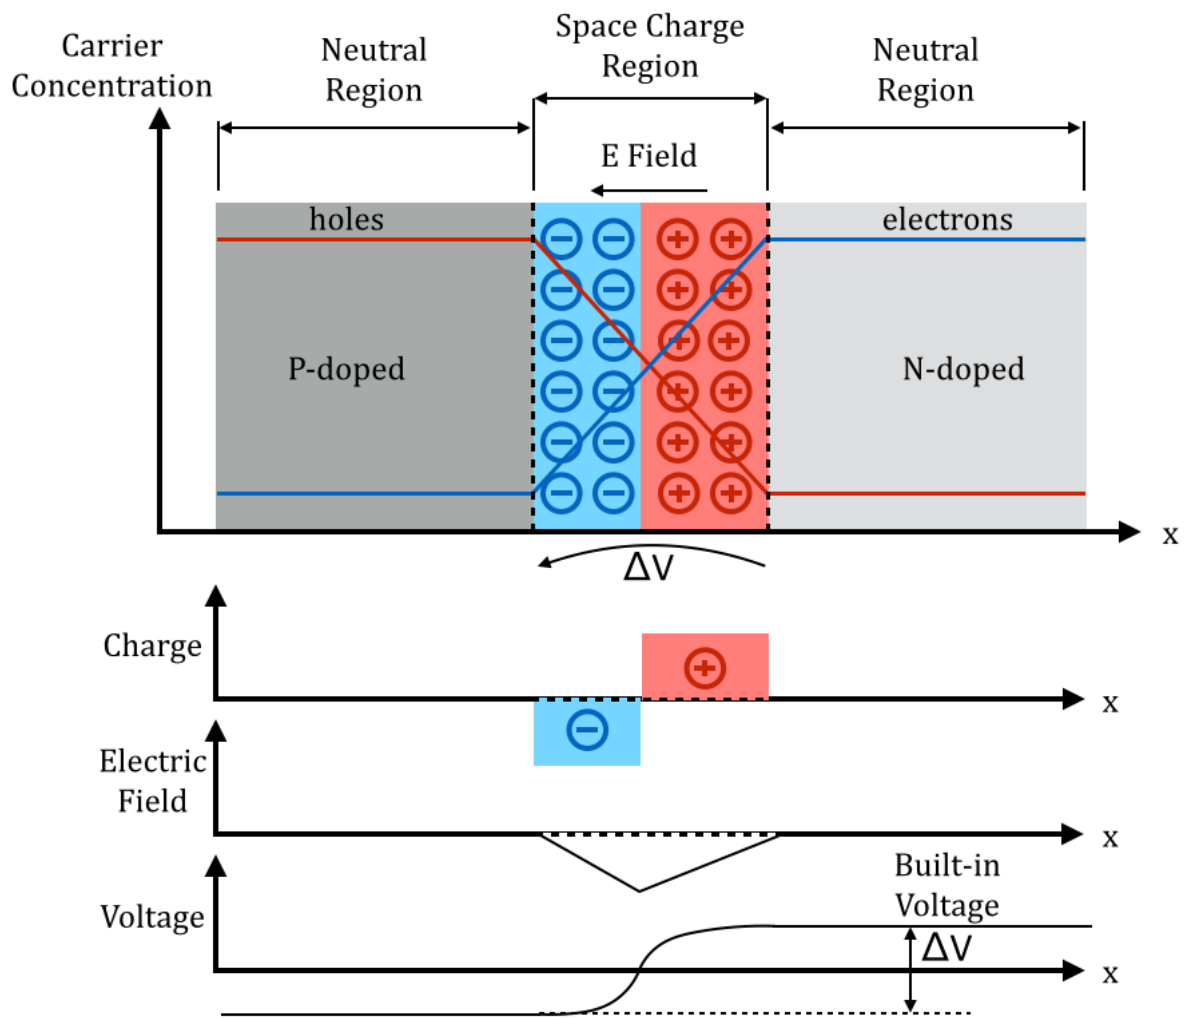 Carrier
Concentration
Neutral
Region
Space Charge
Region
Neutral
Region
E Field
holes
electrons
P-doped
N-doped
x
ΔV
Charge
x
Electric
Field
x
Built-in
Voltage
Voltage
ΔV
x